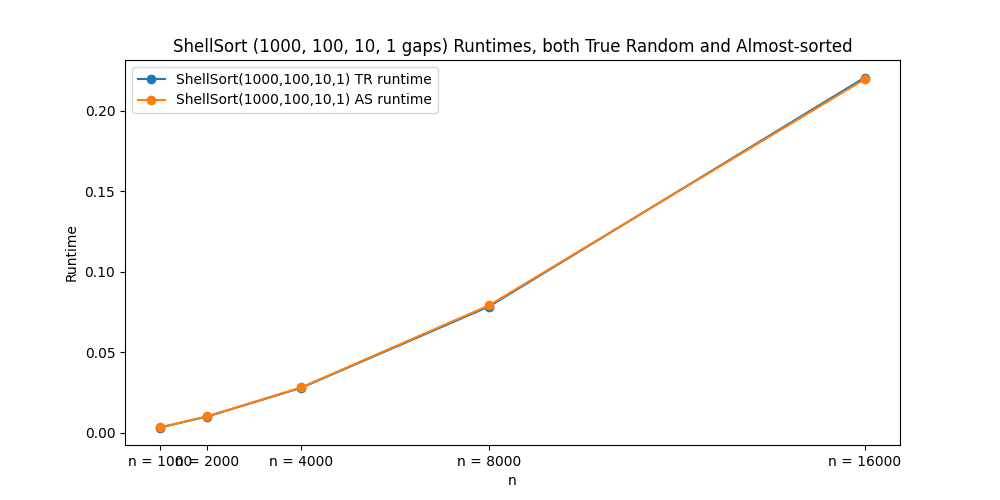 ShellSort (1000, 100, 10, 1 gaps) Runtimes, both True Random and Almost-sorted
ShellSort(1000,100,10,1) TR runtime
ShellSort(1000,100,10,1) AS runtime
0.20
0.15
0.10
0.05
0.00
Runtime
n = 1000 n = 2000 n = 4000 n = 8000 n = 16000
n